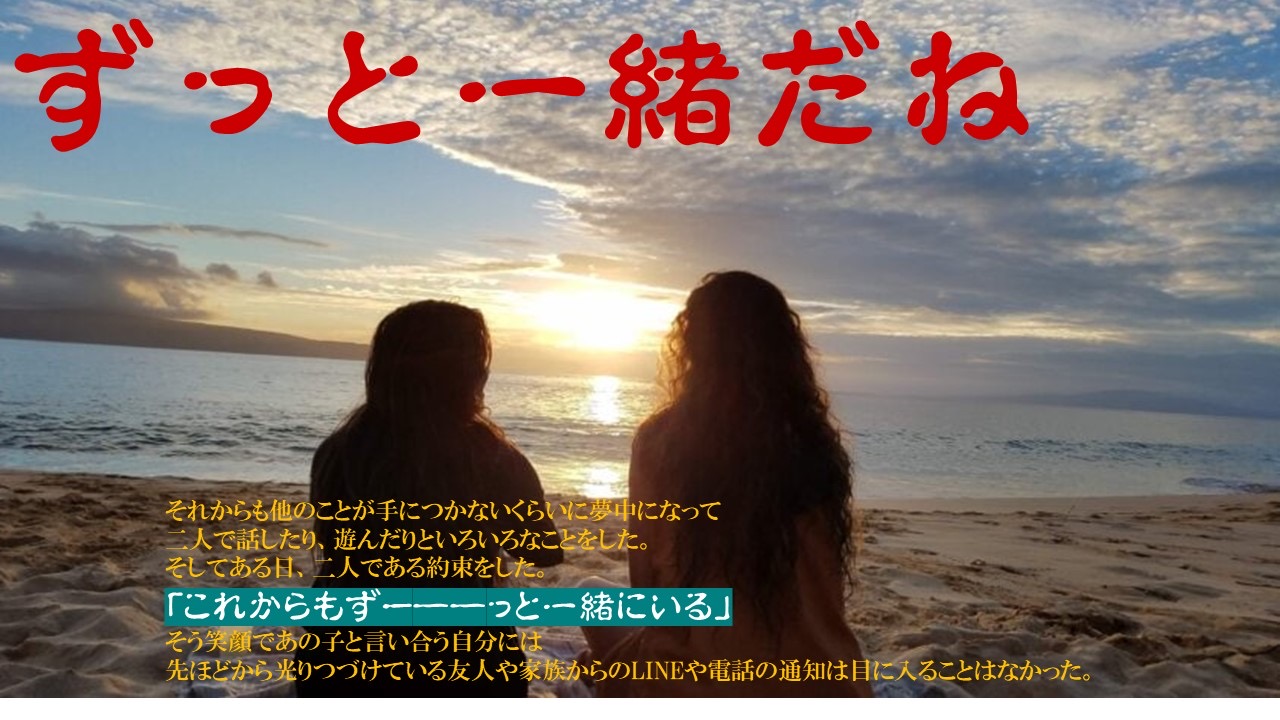 ずっと一緒だね
それからも他のことが手につかないくらいに夢中になって
二人で話したり、遊んだりといろいろなことをした。
そしてある日、二人である約束をした。
「これからもずーーーーっと一緒にいる」
そう笑顔であの子と言い合う自分には
先ほどから光りつづけている友人や家族からのLINEや電話の通知は目に入ることはなかった。